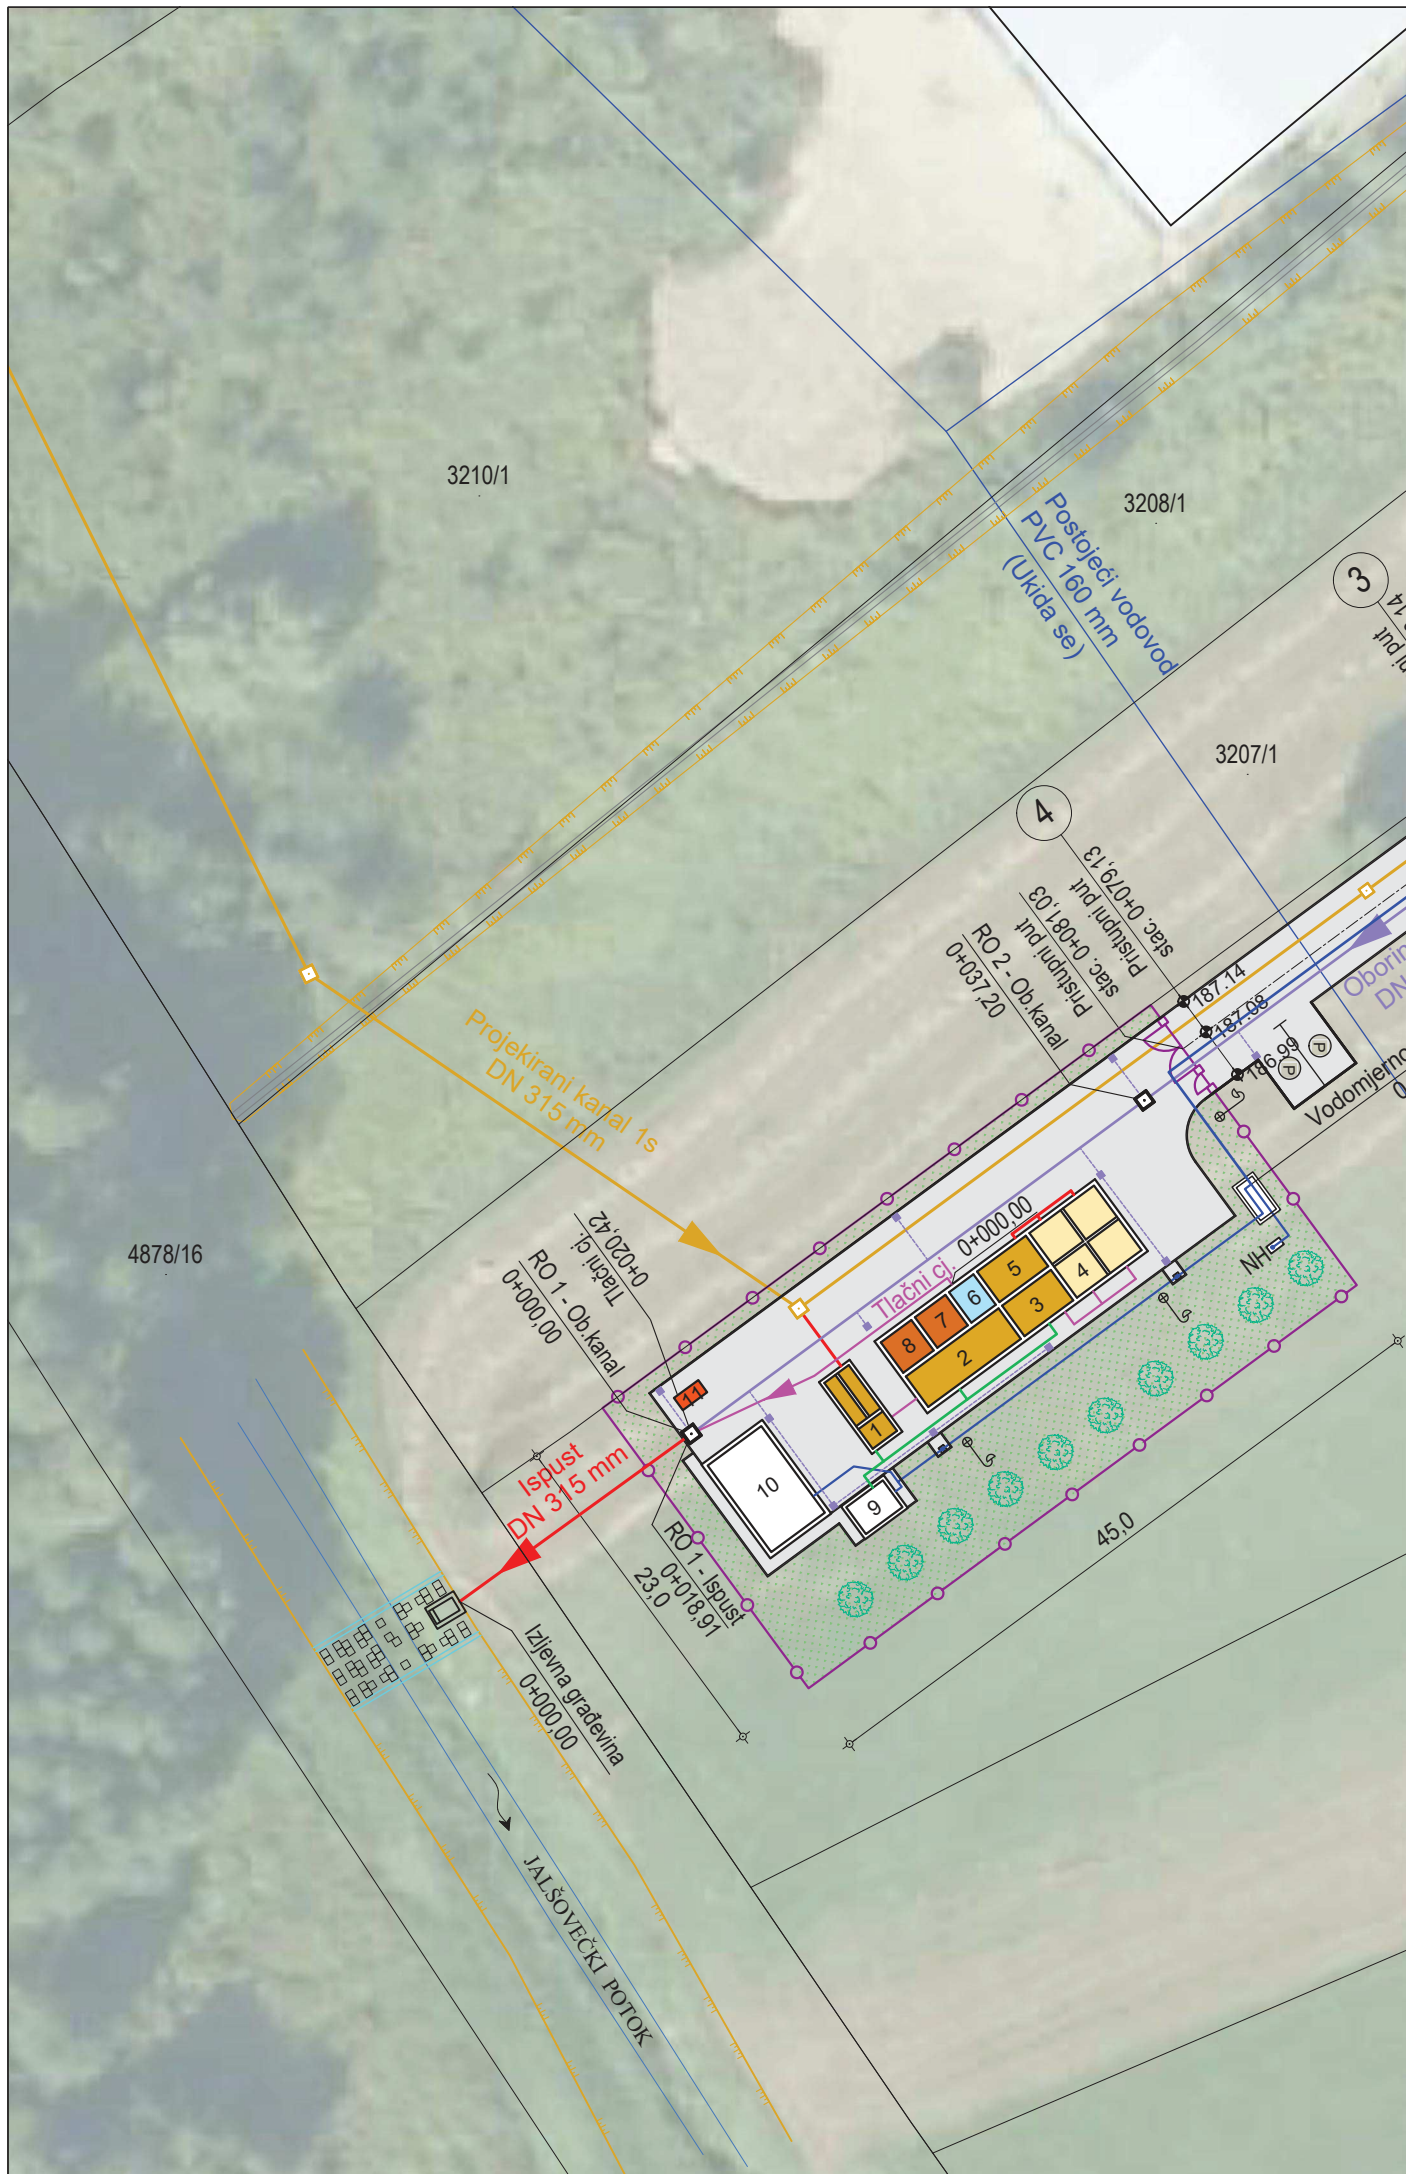 3210/1
3208/1
Postojeći vodovod
PVC 160 mm
(Ukida se)
3
3207/1
4
stac. 0+079,13
Pristupni put
stac. 0+081,03
Pristupni put
RO 2 - Ob.kanal
0+037,20
187.14
187.08
186.99
P
P
Projekirani kanal 1s
DN 315 mm
4878/16
0+020,42
Tlačni cj.
RO 1 - Ob.kanal
0+000,00
Tlačni cj.
0+000,00
NH
1
2
3
4
5
6
7
8
9
10
11
Ispust
DN 315 mm
RO 1 - Ispust
0+018,91
23,0
45,0
Izljevna građevina
0+000,00
JALŠOVEČKI POTOK